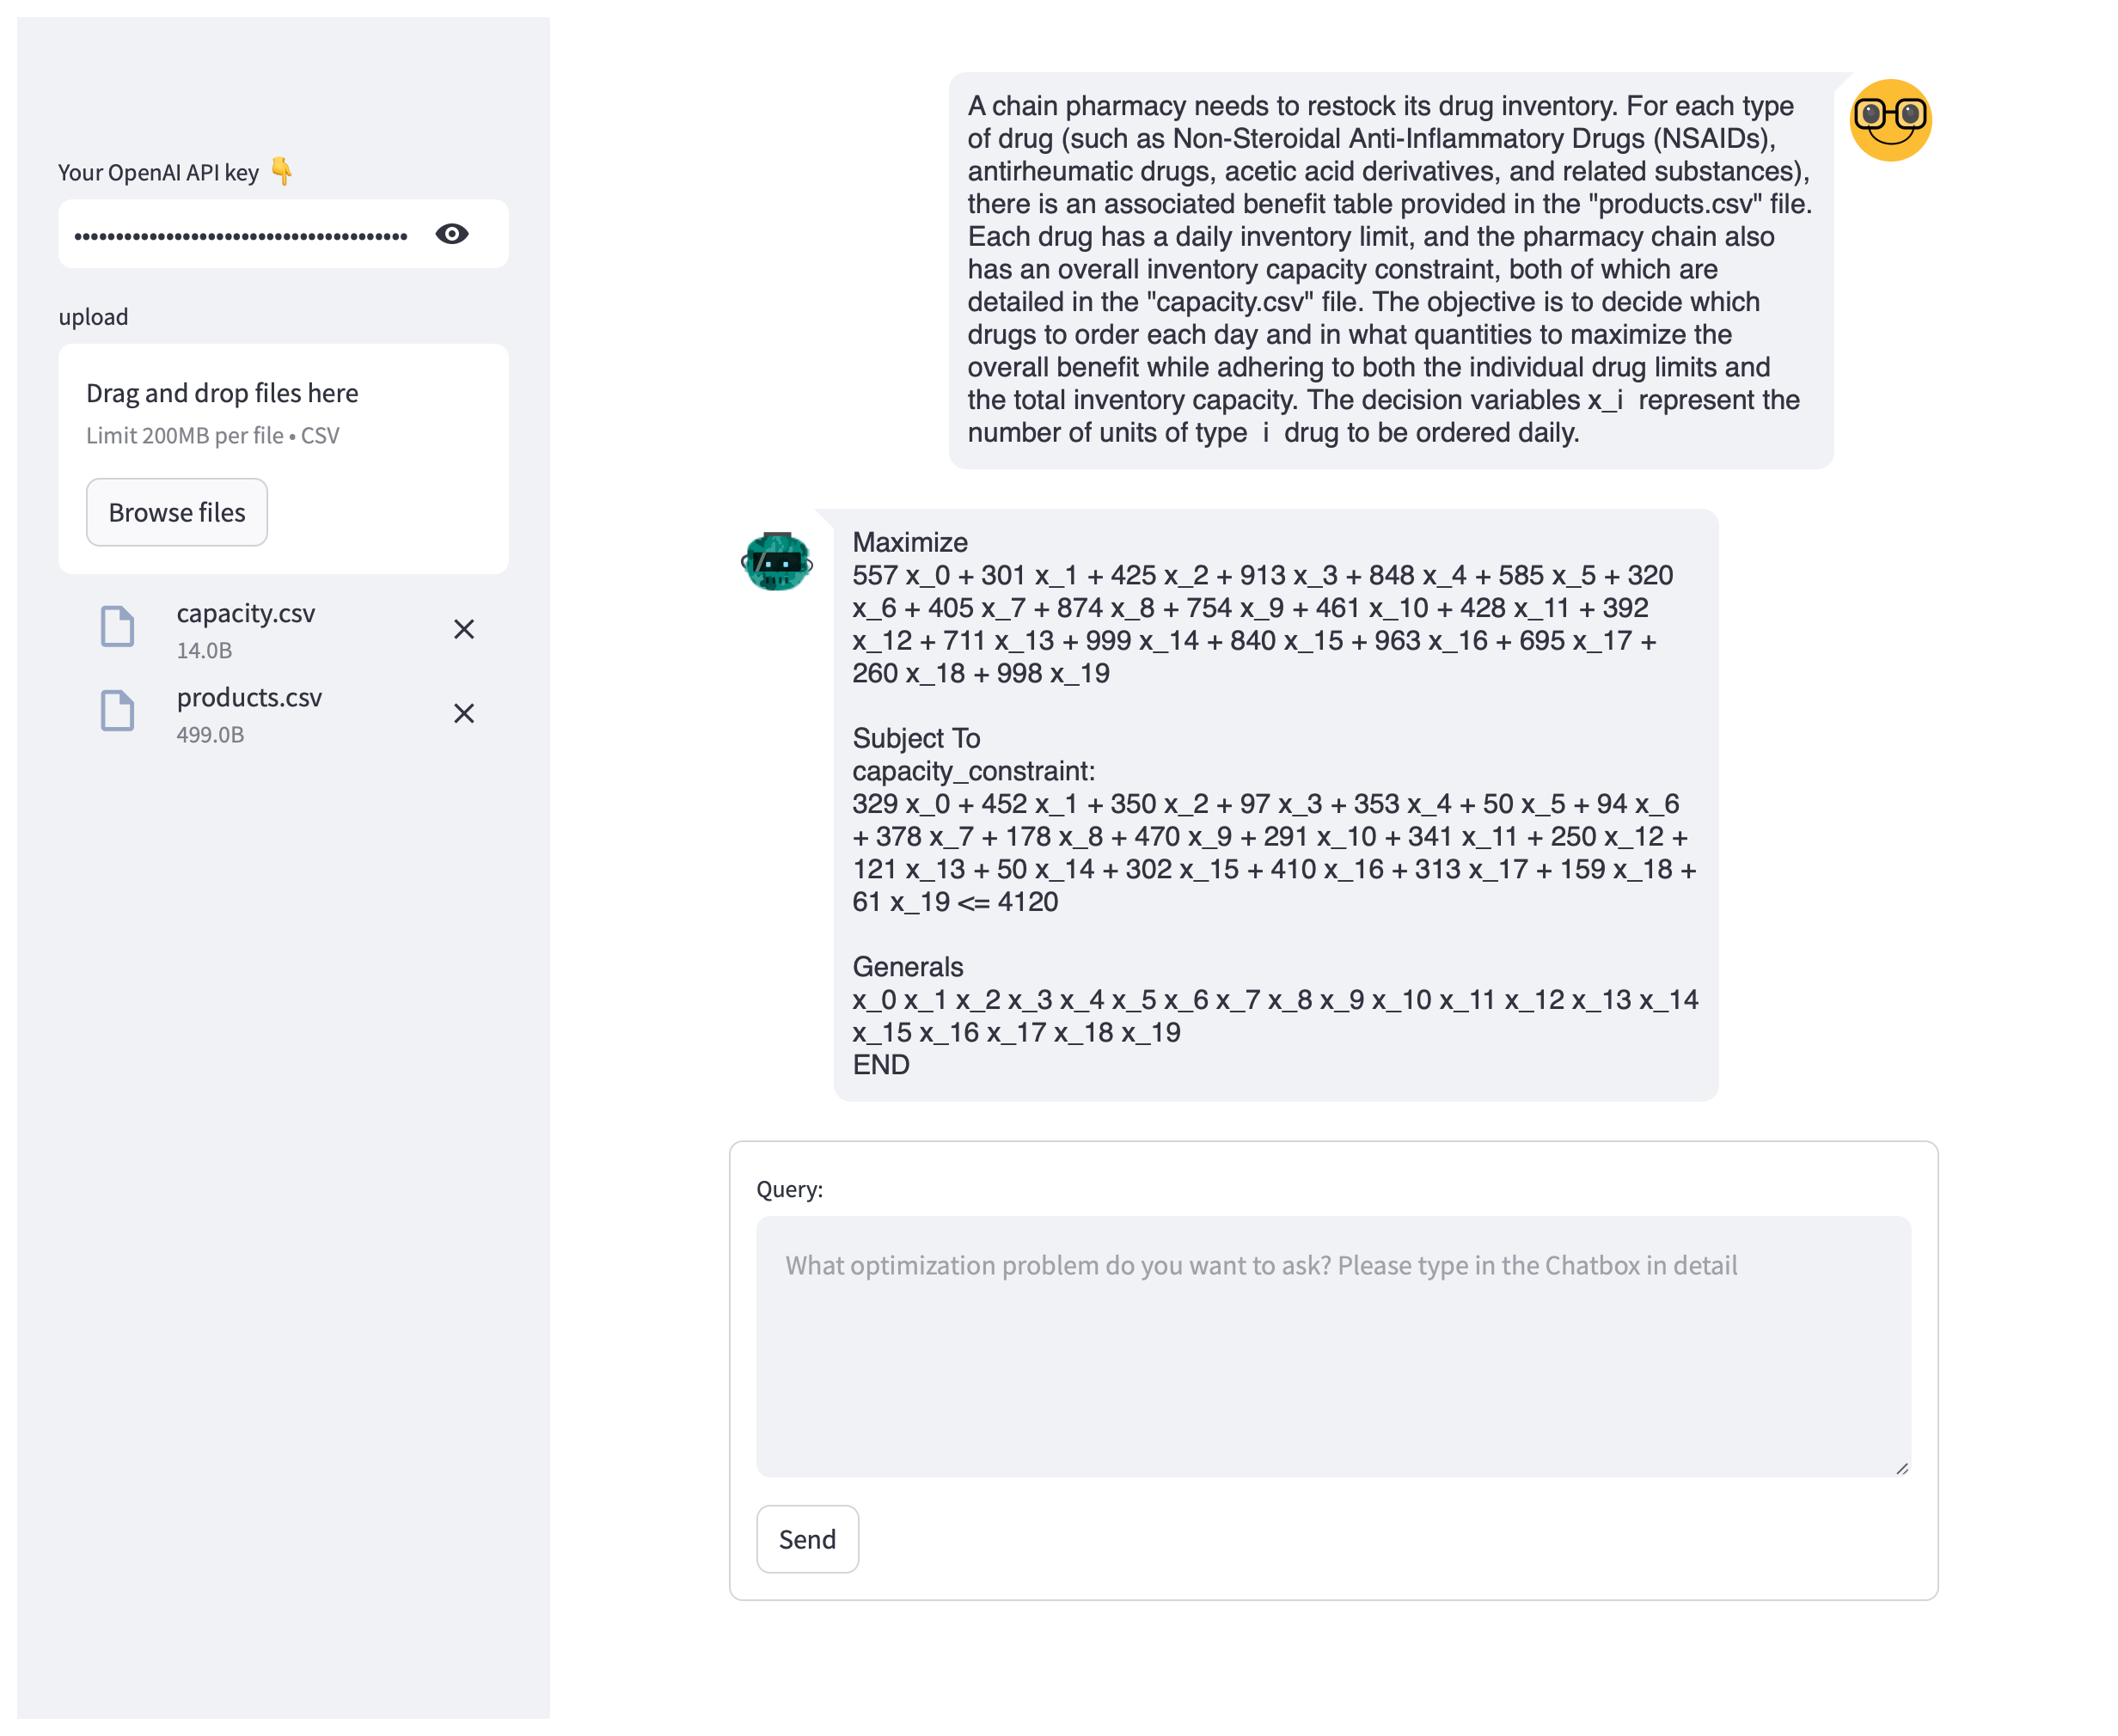 Your OpenAI API key 👇
••••••••••••••••••••••••••••••••••••••••
upload
Drag and drop files here
Limit 200MB per file • CSV
Browse files
capacity.csv
14.0B
products.csv
499.0B
A chain pharmacy needs to restock its drug inventory. For each type
of drug (such as Non-Steroidal Anti-Inflammatory Drugs (NSAIDs),
antirheumatic drugs, acetic acid derivatives, and related substances),
there is an associated benefit table provided in the "products.csv" file.
Each drug has a daily inventory limit, and the pharmacy chain also
has an overall inventory capacity constraint, both of which are
detailed in the "capacity.csv" file. The objective is to decide which
drugs to order each day and in what quantities to maximize the
overall benefit while adhering to both the individual drug limits and
the total inventory capacity. The decision variables x_i  represent the
number of units of type  i  drug to be ordered daily.
Maximize
557 x_0 + 301 x_1 + 425 x_2 + 913 x_3 + 848 x_4 + 585 x_5 + 320
x_6 + 405 x_7 + 874 x_8 + 754 x_9 + 461 x_10 + 428 x_11 + 392
x_12 + 711 x_13 + 999 x_14 + 840 x_15 + 963 x_16 + 695 x_17 +
260 x_18 + 998 x_19
Subject To
capacity_constraint:
329 x_0 + 452 x_1 + 350 x_2 + 97 x_3 + 353 x_4 + 50 x_5 + 94 x_6
+ 378 x_7 + 178 x_8 + 470 x_9 + 291 x_10 + 341 x_11 + 250 x_12 +
121 x_13 + 50 x_14 + 302 x_15 + 410 x_16 + 313 x_17 + 159 x_18 +
61 x_19 <= 4120
Generals
x_0 x_1 x_2 x_3 x_4 x_5 x_6 x_7 x_8 x_9 x_10 x_11 x_12 x_13 x_14
x_15 x_16 x_17 x_18 x_19
END
Query:
What optimization problem do you want to ask? Please type in the Chatbox in detail
Send